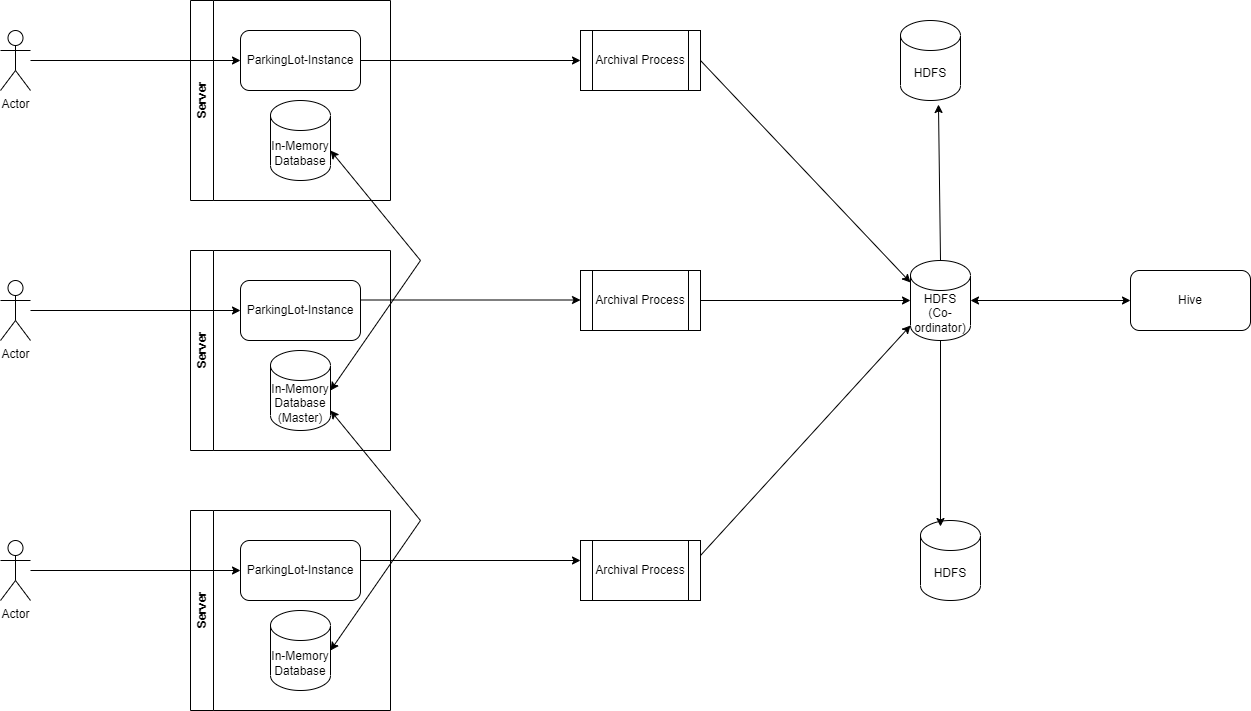 Actor
Server
ParkingLot-Instance
In-Memory
Database
Archival Process
HDFS
Actor
Server
ParkingLot-Instance
In-Memory
Database
(Master)
Archival Process
HDFS
(Co-
ordinator)
Hive
Actor
Server
ParkingLot-Instance
In-Memory
Database
Archival Process
HDFS